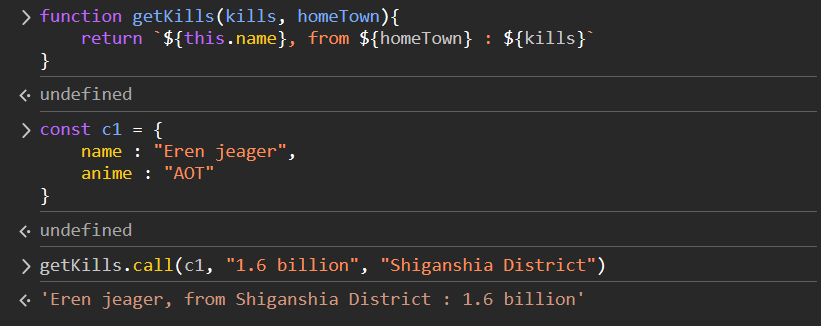 > function getKills(kills, homeTown){
return `${this.name}, from ${homeTown} : ${kills}`
}
< undefined
> const c1 = {
name : "Eren jeager",
anime : "AOT"
}
< undefined
> getKills.call(c1, "1.6 billion", "Shiganshia District")
< 'Eren jeager, from Shiganshia District : 1.6 billion'